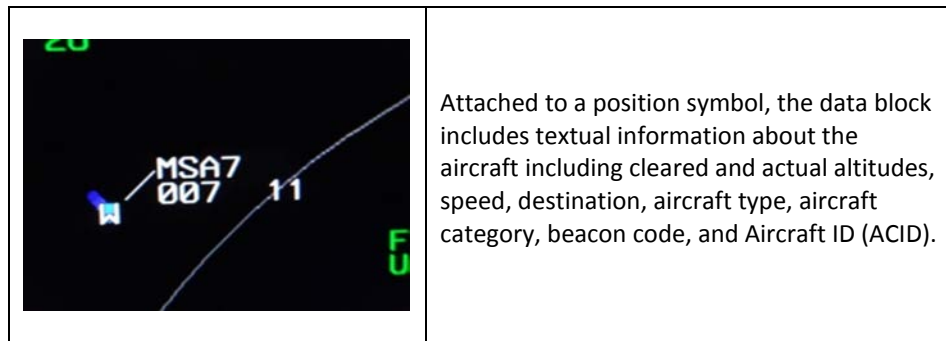 20
MSA7
007 11
W
F
U
Attached to a position symbol, the data block
includes textual information about the
aircraft including cleared and actual altitudes,
speed, destination, aircraft type, aircraft
category, beacon code, and Aircraft ID (ACID).